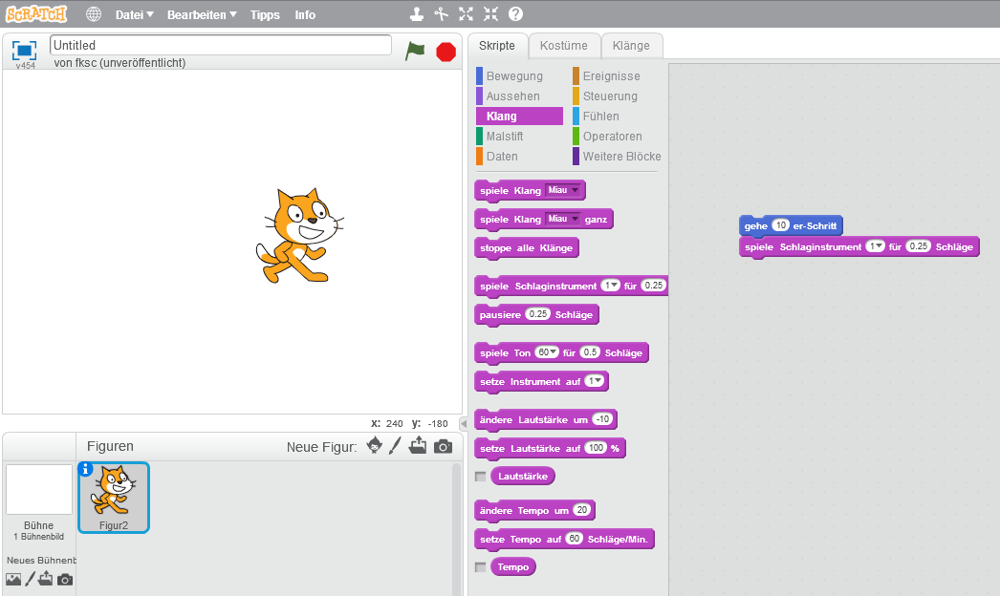 SCRATCH Datei Bearbeiten Tipps Info
v454
Untitled
von fksc (unveröffentlicht)
x: 240 y: -180
Figuren Neue Figur:
Figur2
Bühne
1 Bühnenbild
Neues Bühnenb
Skripte Kostüme Klänge
Bewegung Ereignisse
Aussehen Steuerung
Klang Fühlen
Malstift Operatoren
Daten Weitere Blöcke
spiele Klang Miau
spiele Klang Miau ganz
stoppe alle Klänge
spiele Schlaginstrument 1 für 0.25
pausiere 0.25 Schläge
spiele Ton 60 für 0.5 Schläge
setze Instrument auf 1
ändere Lautstärke um -10
setze Lautstärke auf 100 %
Lautstärke
ändere Tempo um 20
setze Tempo auf 60 Schläge/Min.
Tempo
gehe 10 er-Schritt
spiele Schlaginstrument 1 für 0.25 Schläge